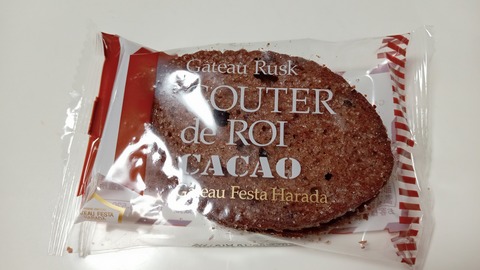 Gateau Rusk
GOUTER
de ROI
CACAO
Gateau Festa Harada